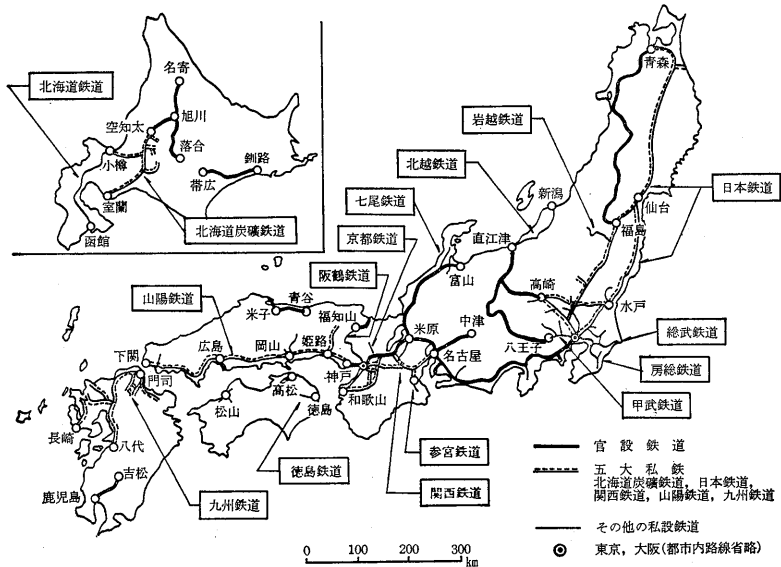 北海道鉄道
名寄
旭川
空知太
小樽
落合
釧路
帯広
室蘭
函館
北海道炭礦鉄道
青森
岩越鉄道
北越鉄道
新潟
日本鉄道
仙台
福島
七尾鉄道
京都鉄道
直江津
阪鶴鉄道
富山
高崎
水戸
山陽鉄道
青谷
米子
福知山
米原
中津
八王子
総武鉄道
下関
広島
岡山
姫路
神戸
名古屋
房総鉄道
門司
高松
松山
徳島
和歌山
甲武鉄道
長崎
八代
参宮鉄道
徳島鉄道
関西鉄道
吉松
鹿児島
九州鉄道
官設鉄道
五大私鉄
北海道炭礦鉄道，日本鉄道，
関西鉄道，山陽鉄道，九州鉄道
その他の私設鉄道
東京，大阪(都市内路線省略)
0 100 200 300
km